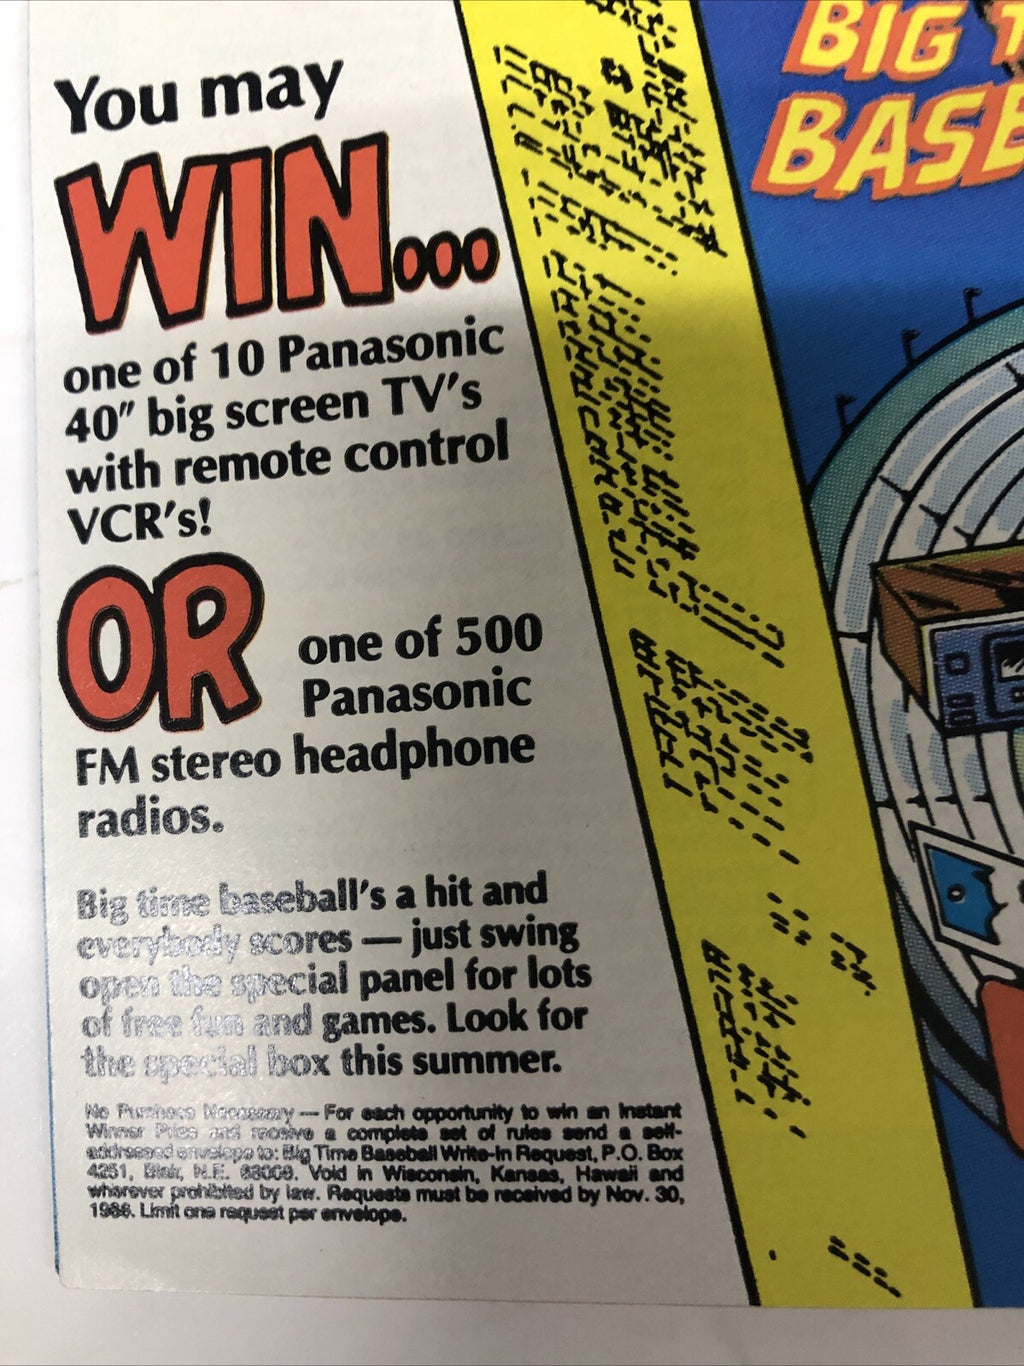 You may
WIN...
one of 10 Panasonic
40" big screen TV's
with remote control
VCR's!
OR one of 500
Panasonic
FM stereo headphone
radios.
Big time baseball's a hit and
everybody scores — just swing
open the special panel for lots
of free fun and games. Look for
the special box this summer.
No Purchase Necessary — For each opportunity to win an Instant
Winner Prize and receive a complete set of rules send a self-
addressed envelope to: Big Time Baseball Write-In Request, P.O. Box
4251, Blair, N.E. 68009. Void in Wisconsin, Kansas, Hawaii and
wherever prohibited by law. Requests must be received by Nov. 30,
1986. Limit one request per envelope.
BIG
BASE